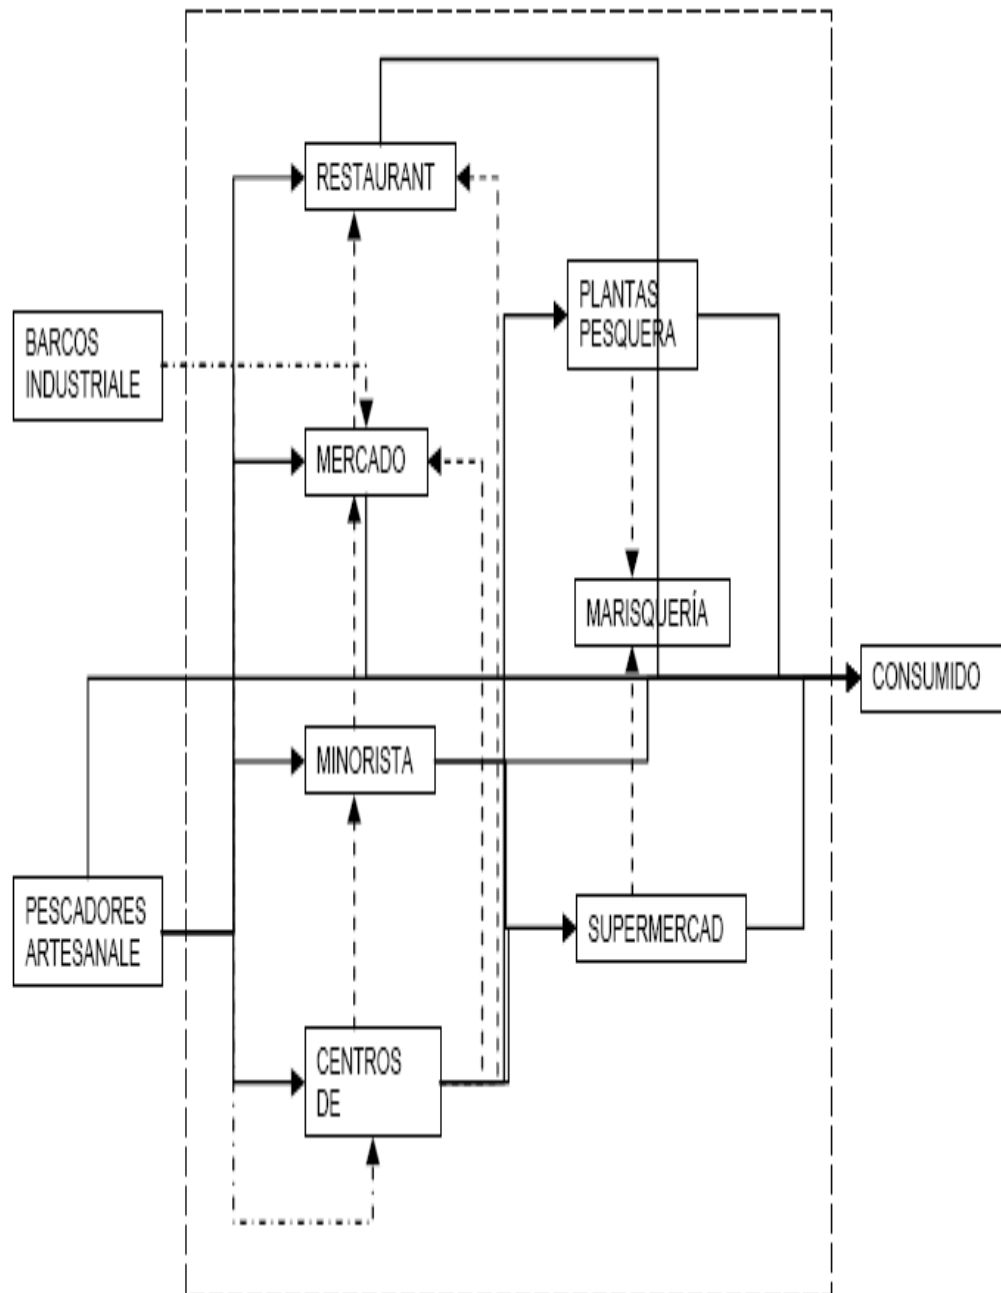 RESTAURANT
PLANTAS
PESQUERA
BARCOS
INDUSTRIALE
MERCADO
MARISQUERÍA
CONSUMIDO
MINORISTA
PESCADORES
ARTESANALE
SUPERMERCAD
CENTROS
DE